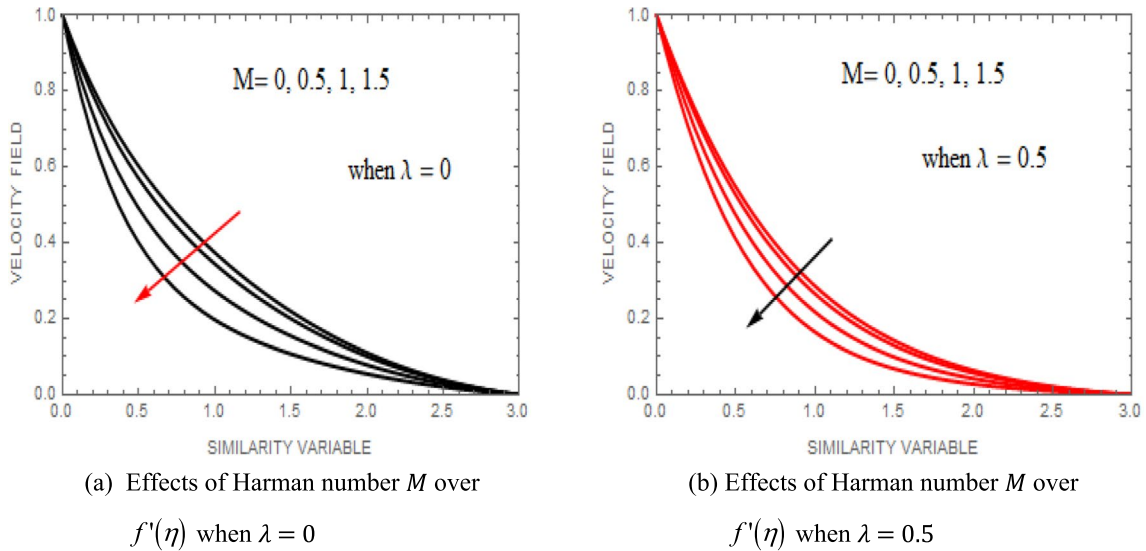 1.0
0.8
0.6
0.4
0.2
0.0
VELOCITY FIELD
M= 0, 0.5, 1, 1.5
when λ = 0
0.0 0.5 1.0 1.5 2.0 2.5 3.0
SIMILARITY VARIABLE
(a) Effects of Harman number M over
f'(η) when λ = 0
1.0
0.8
0.6
0.4
0.2
0.0
VELOCITY FIELD
M= 0, 0.5, 1, 1.5
when λ = 0.5
0.0 0.5 1.0 1.5 2.0 2.5 3.0
SIMILARITY VARIABLE
(b) Effects of Harman number M over
f'(η) when λ = 0.5